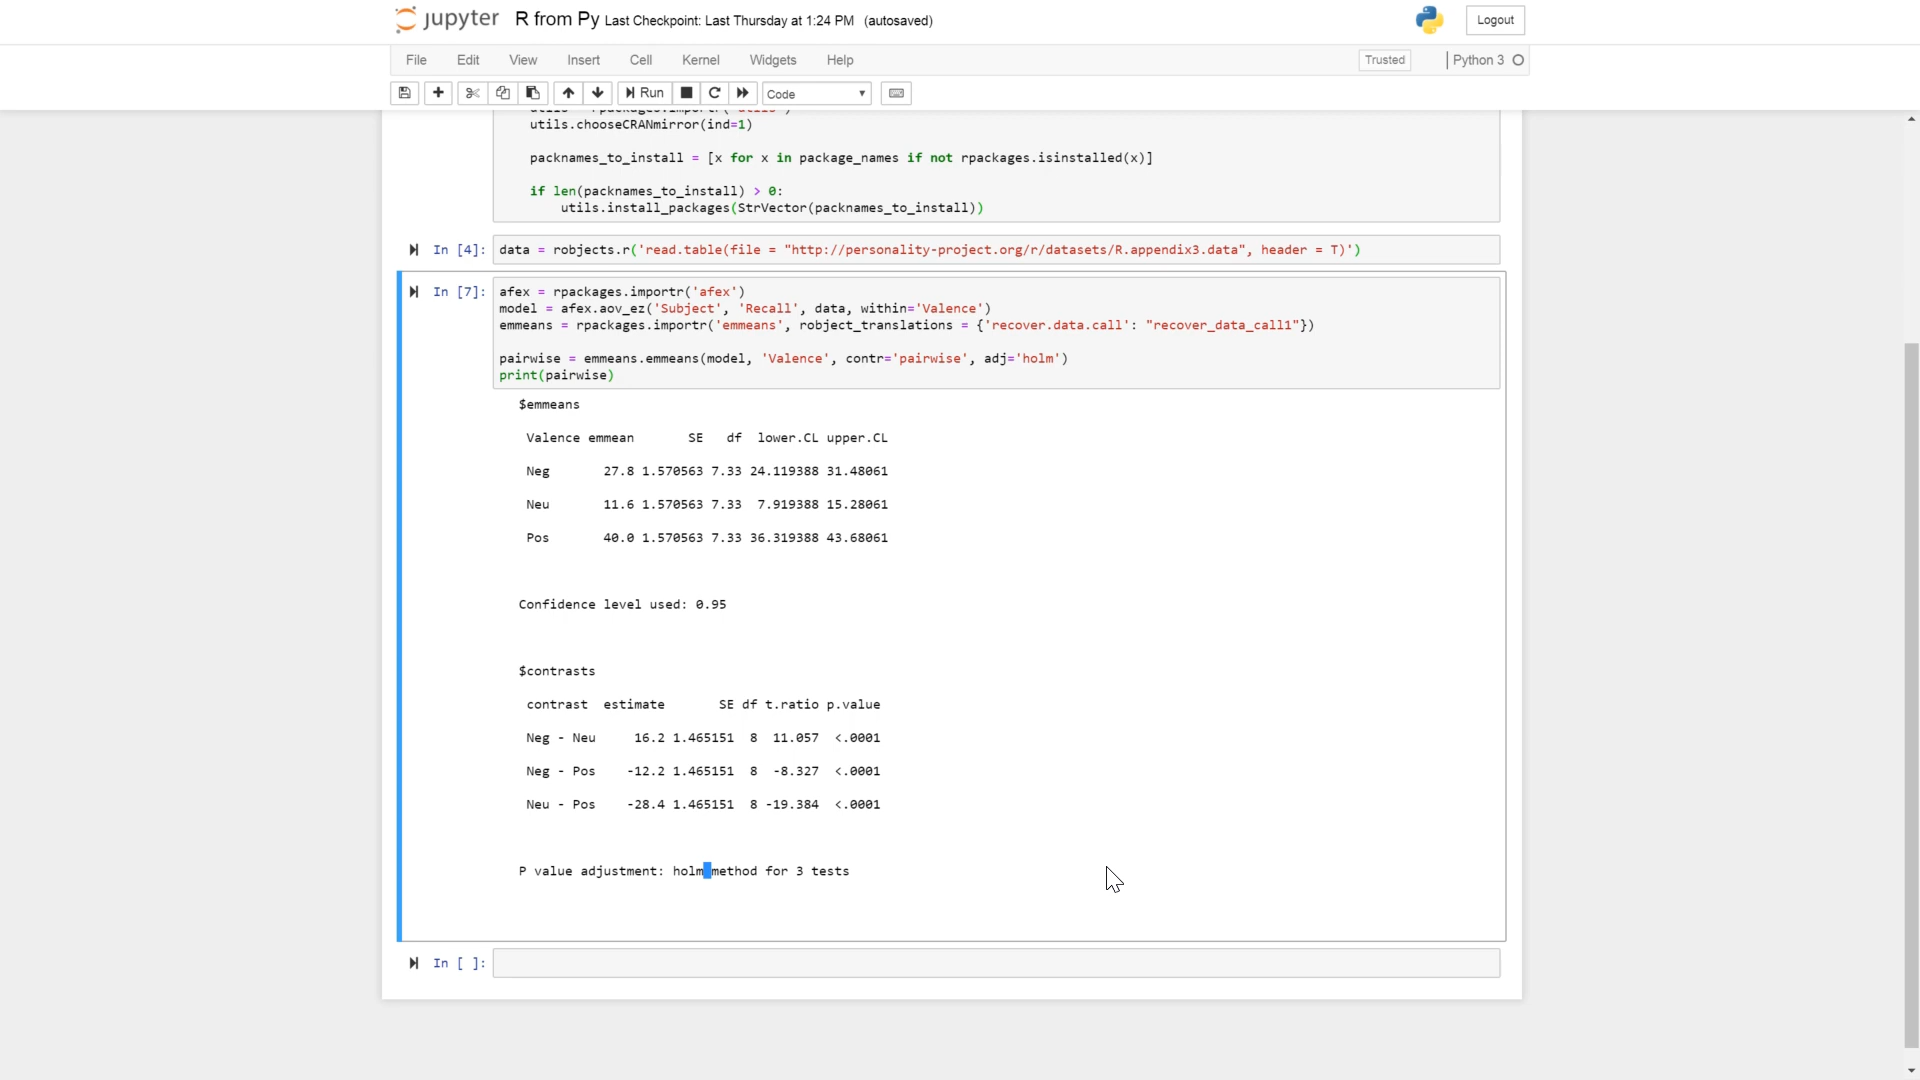 jupyter R from Py Last Checkpoint: Last Thursday at 1:24 PM (autosaved)
Logout
File Edit View Insert Cell Kernel Widgets Help
Trusted
Python 3
Run
Code
utils.chooseCRANmirror(ind=1)
packnames_to_install = [x for x in package_names if not rpackages.isinstalled(x)]
if len(packnames_to_install) > 0:
utils.install_packages(StrVector(packnames_to_install))
In [4]: data = robjects.r('read.table(file = "http://personality-project.org/r/datasets/R.appendix3.data", header = T)')
In [7]: afex = rpackages.importr('afex')
model = afex.aov_ez('Subject', 'Recall', data, within='Valence')
emmeans = rpackages.importr('emmeans', robject_translations = {'recover.data.call': "recover_data_call1"})
pairwise = emmeans.emmeans(model, 'Valence', contr='pairwise', adj='holm')
print(pairwise)
$emmeans
Valence emmean SE df lower.CL upper.CL
Neg 27.8 1.570563 7.33 24.119388 31.48061
Neu 11.6 1.570563 7.33 7.919388 15.28061
Pos 40.0 1.570563 7.33 36.319388 43.68061
Confidence level used: 0.95
$contrasts
contrast estimate SE df t.ratio p.value
Neg - Neu 16.2 1.465151 8 11.057 <.0001
Neg - Pos -12.2 1.465151 8 -8.327 <.0001
Neu - Pos -28.4 1.465151 8 -19.384 <.0001
P value adjustment: holm method for 3 tests
In [ ]: